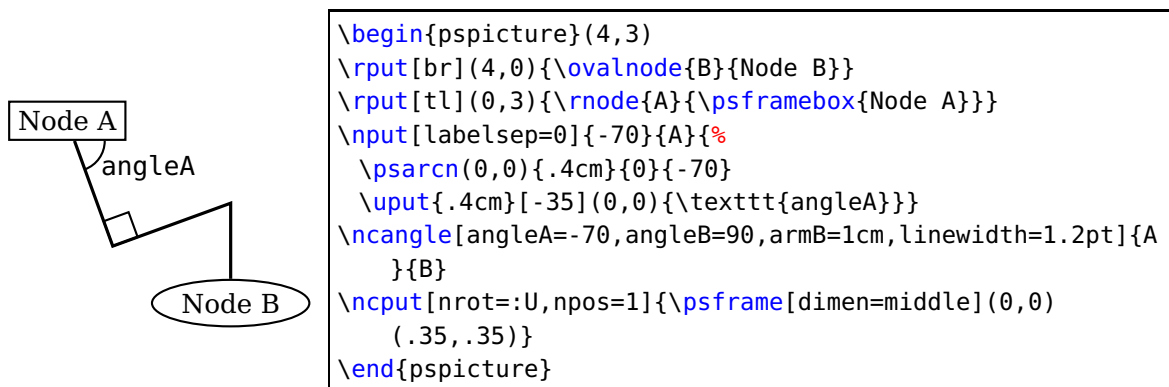 Node A
angleA
Node B
\begin{pspicture}(4,3)
\rput[br](4,0){\ovalnode{B}{Node B}}
\rput[tl](0,3){\rnode{A}{\psframebox{Node A}}}
\nput[labelsep=0]{-70}{A}{%
\psarcn(0,0){.4cm}{0}{-70}
\uput{.4cm}[-35](0,0){\texttt{angleA}}}
\ncangle[angleA=-70,angleB=90,armB=1cm,linewidth=1.2pt]{A
}{B}
\ncput[nrot=:U,npos=1]{\psframe[dimen=middle](0,0)
(.35,.35)}
\end{pspicture}